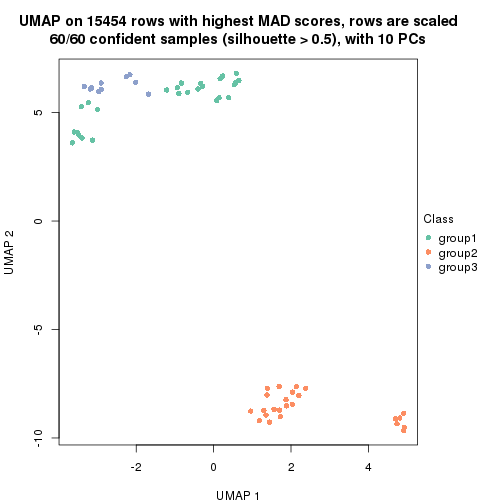 UMAP on 15454 rows with highest MAD scores, rows are scaled
60/60 confident samples (silhouette > 0.5), with 10 PCs
5
0
-5
-10
UMAP 2
-2
0
2
4
UMAP 1
Class
group1
group2
group3